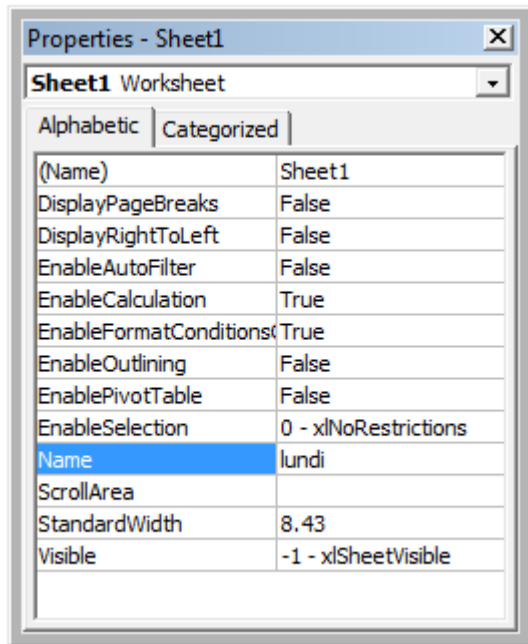 Properties - Sheet1
Sheet1 Worksheet
Alphabetic Categorized
(Name) Sheet1
DisplayPageBreaks False
DisplayRightToLeft False
EnableAutoFilter False
EnableCalculation True
EnableFormatConditionsC True
EnableOutlining False
EnablePivotTable False
EnableSelection 0 - xlNoRestrictions
Name lundi
ScrollArea
StandardWidth 8.43
Visible -1 - xlSheetVisible